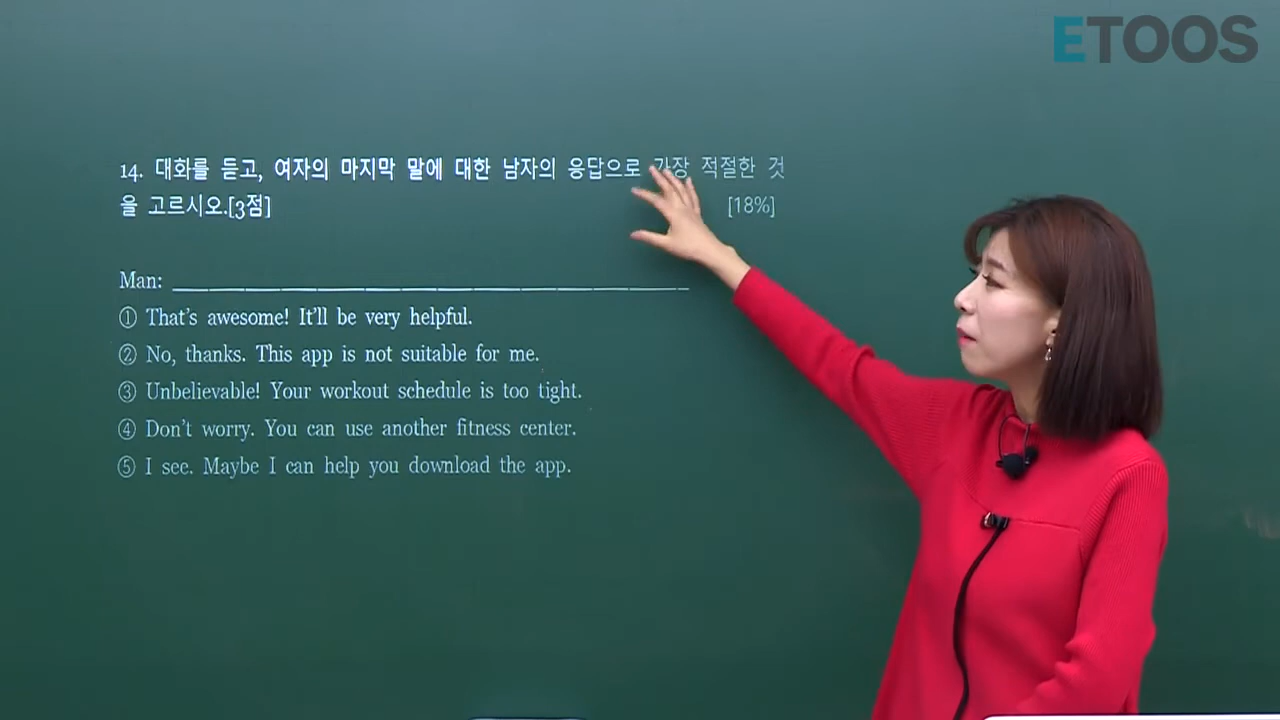 ETOOS
14. 대화를 듣고, 여자의 마지막 말에 대한 남자의 응답으로 가장 적절한 것
을 고르시오.[3점] [18%]
Man:
① That's awesome! It'll be very helpful.
② No, thanks. This app is not suitable for me.
③ Unbelievable! Your workout schedule is too tight.
④ Don't worry. You can use another fitness center.
⑤ I see. Maybe I can help you download the app.